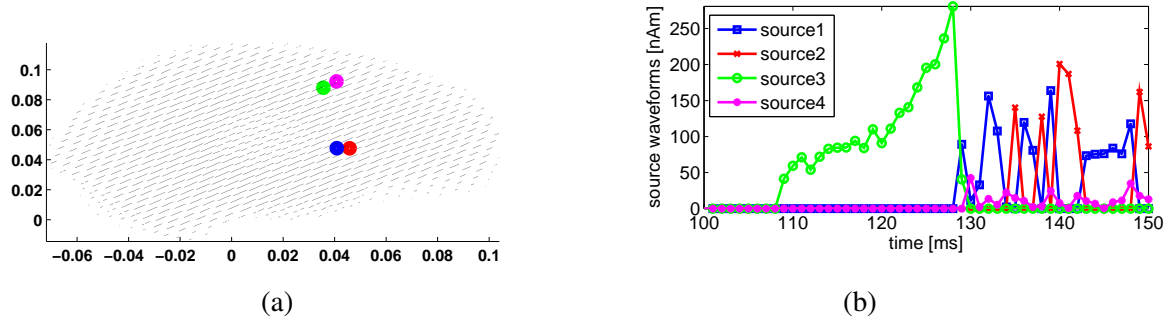 0.1
0.08
0.06
0.04
0.02
0
−0.06 −0.04 −0.02 0 0.02 0.04 0.06 0.08 0.1
(a)
source waveforms [nAm]
250
200
150
100
50
0
source1
source2
source3
source4
100 110 120 130 140 150
time [ms]
(b)